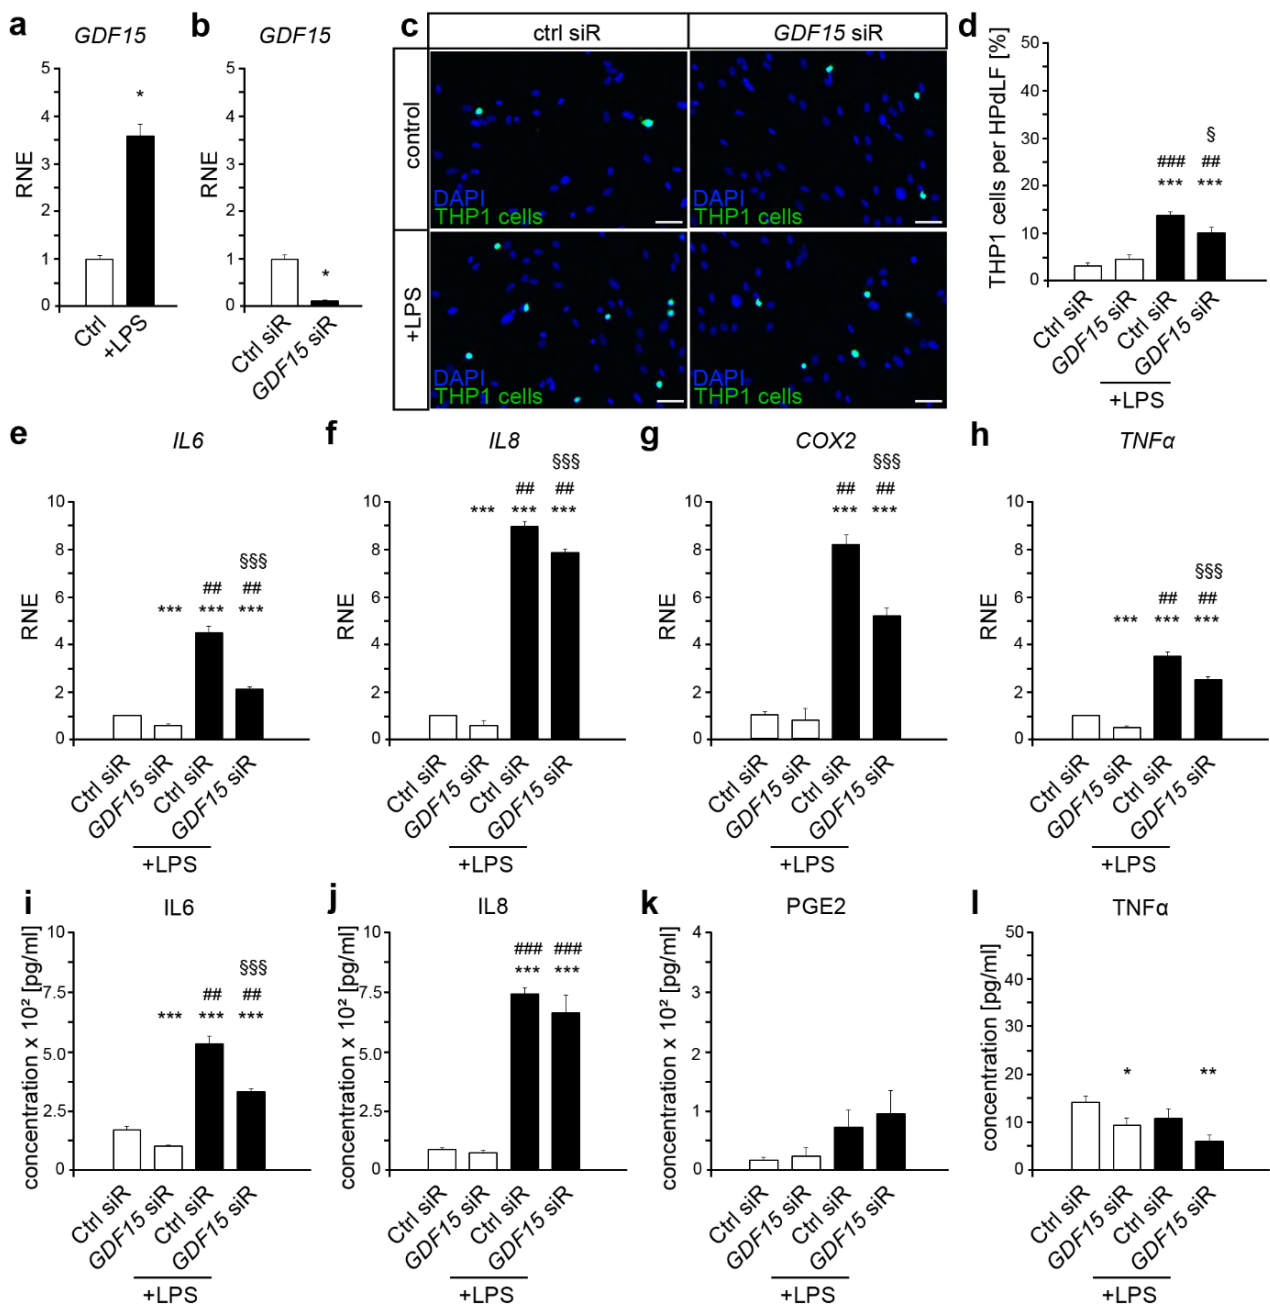 a
GDF15
RNE
5
4
3
2
1
0
*
Ctrl
+LPS
b
GDF15
RNE
5
4
3
2
1
0
*
Ctrl siR
GDF15 siR
c
ctrl siR
GDF15 siR
control
+LPS
DAPI
THP1 cells
DAPI
THP1 cells
DAPI
THP1 cells
DAPI
THP1 cells
d
THP1 cells per HPdLF [%]
50
40
30
20
10
0
###
***
§
##
***
Ctrl siR
GDF15 siR
Ctrl siR
GDF15 siR
+LPS
e
IL6
RNE
10
8
6
4
2
0
***
##
***
§§§
##
***
Ctrl siR
GDF15 siR
Ctrl siR
GDF15 siR
+LPS
f
IL8
RNE
10
8
6
4
2
0
***
##
***
§§§
##
***
Ctrl siR
GDF15 siR
Ctrl siR
GDF15 siR
+LPS
g
COX2
RNE
10
8
6
4
2
0
##
***
§§§
##
***
Ctrl siR
GDF15 siR
Ctrl siR
GDF15 siR
+LPS
h
TNFα
RNE
10
8
6
4
2
0
***
##
***
§§§
##
***
Ctrl siR
GDF15 siR
Ctrl siR
GDF15 siR
+LPS
i
IL6
concentration x 10² [pg/ml]
10
7.5
5.0
2.5
0
***
##
***
§§§
##
***
Ctrl siR
GDF15 siR
Ctrl siR
GDF15 siR
+LPS
j
IL8
concentration x 10² [pg/ml]
10
7.5
5.0
2.5
0
###
***
###
***
Ctrl siR
GDF15 siR
Ctrl siR
GDF15 siR
+LPS
k
PGE2
concentration x 10² [pg/ml]
4
3
2
1
0
Ctrl siR
GDF15 siR
Ctrl siR
GDF15 siR
+LPS
l
TNFα
concentration [pg/ml]
50
40
30
20
10
0
*
**
Ctrl siR
GDF15 siR
Ctrl siR
GDF15 siR
+LPS